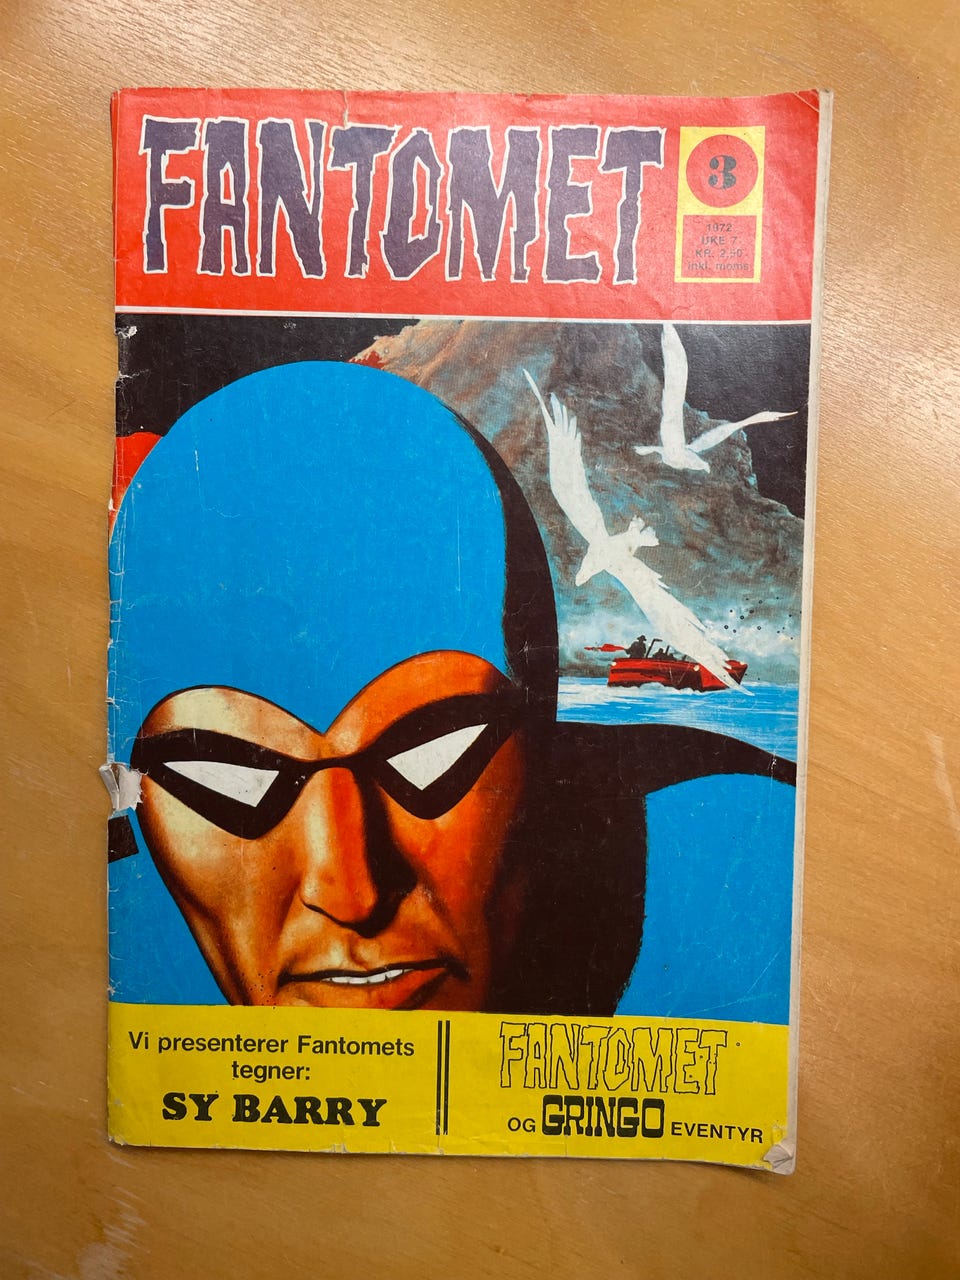 FANTOMET
3
1972
UKE 7
KR. 2,50
inkl. moms
Vi presenterer Fantomets
tegner:
SY BARRY
FANTOMET
OG GRINGO EVENTYR